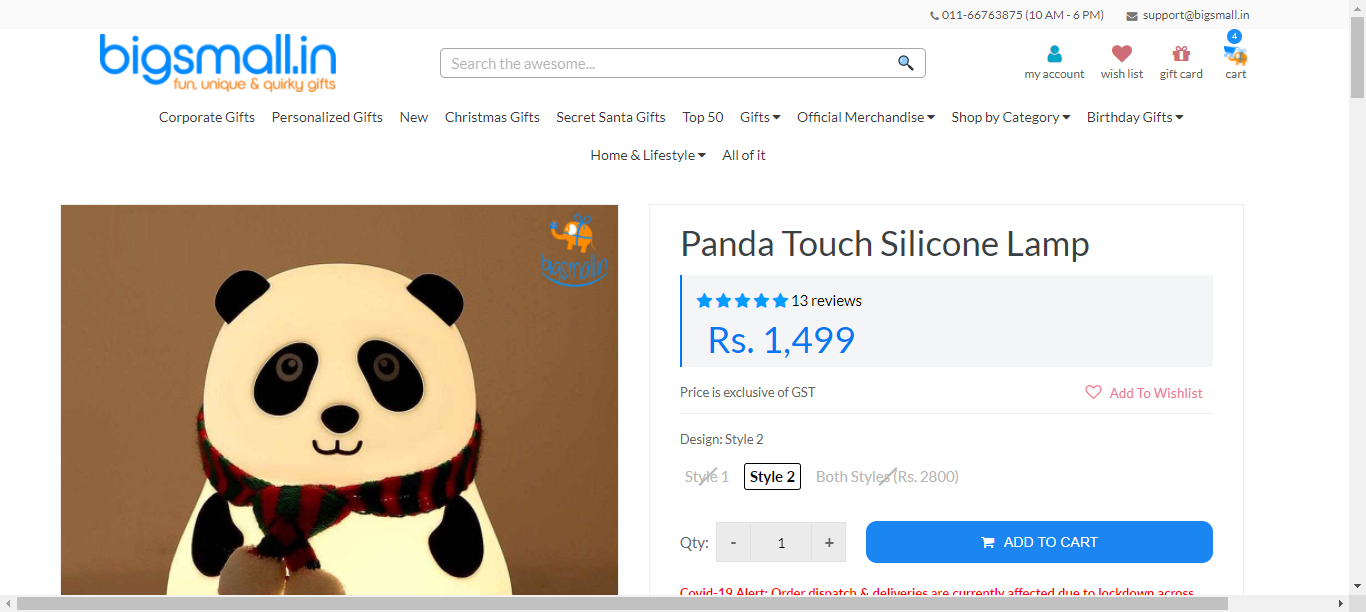 011-66763875 (10 AM - 6 PM) support@bigsmall.in
bigsmall.in
fun, unique & quirky gifts
Search the awesome...
4
my account wish list gift card cart
Corporate Gifts Personalized Gifts New Christmas Gifts Secret Santa Gifts Top 50 Gifts Official Merchandise Shop by Category Birthday Gifts
Home & Lifestyle All of it
bigsmall.in
Panda Touch Silicone Lamp
13 reviews
Rs. 1,499
Price is exclusive of GST
Add To Wishlist
Design: Style 2
Style 1 Style 2 Both Styles (Rs. 2800)
Qty: - 1 + ADD TO CART
Covid-19 Alert: Order dispatch & deliveries are currently affected due to lockdown across